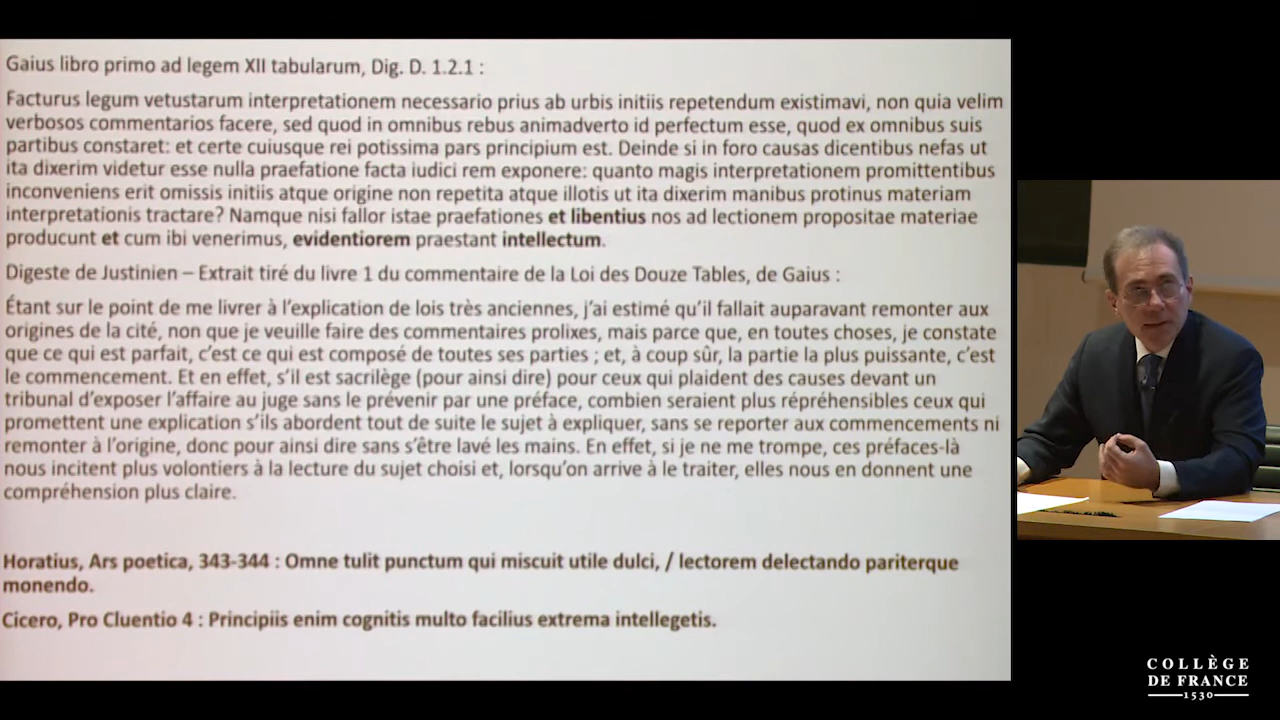 Gaius libro primo ad legem XII tabularum, Dig. D. 1.2.1 :
Facturus legum vetustarum interpretationem necessario prius ab urbis initiis repetendum existimavi, non quia velim
verbosos commentarios facere, sed quod in omnibus rebus animadverto id perfectum esse, quod ex omnibus suis
partibus constaret: et certe cuiusque rei potissima pars principium est. Deinde si in foro causas dicentibus nefas ut
ita dixerim videtur esse nulla praefatione facta iudici rem exponere: quanto magis interpretationem promittentibus
inconveniens erit omissis initiis atque origine non repetita atque illotis ut ita dixerim manibus protinus materiam
interpretationis tractare? Namque nisi fallor istae praefationes et libentius nos ad lectionem propositae materiae
producunt et cum ibi venerimus, evidentiorem praestant intellectum.
Digeste de Justinien – Extrait tiré du livre 1 du commentaire de la Loi des Douze Tables, de Gaius :
Étant sur le point de me livrer à l'explication de lois très anciennes, j'ai estimé qu'il fallait auparavant remonter aux
origines de la cité, non que je veuille faire des commentaires prolixes, mais parce que, en toutes choses, je constate
que ce qui est parfait, c'est ce qui est composé de toutes ses parties ; et, à coup sûr, la partie la plus puissante, c'est
le commencement. Et en effet, s'il est sacrilège (pour ainsi dire) pour ceux qui plaident des causes devant un
tribunal d'exposer l'affaire au juge sans le prévenir par une préface, combien seraient plus répréhensibles ceux qui
promettent une explication s'ils abordent tout de suite le sujet à expliquer, sans se reporter aux commencements ni
remonter à l'origine, donc pour ainsi dire sans s'être lavé les mains. En effet, si je ne me trompe, ces préfaces-là
nous incitent plus volontiers à la lecture du sujet choisi et, lorsqu'on arrive à le traiter, elles nous en donnent une
compréhension plus claire.
Horatius, Ars poetica, 343-344 : Omne tulit punctum qui miscuit utile dulci, / lectorem delectando pariterque
monendo.
Cicero, Pro Cluentio 4 : Principiis enim cognitis multo facilius extrema intellegetis.
COLLÈGE
DE FRANCE
1530